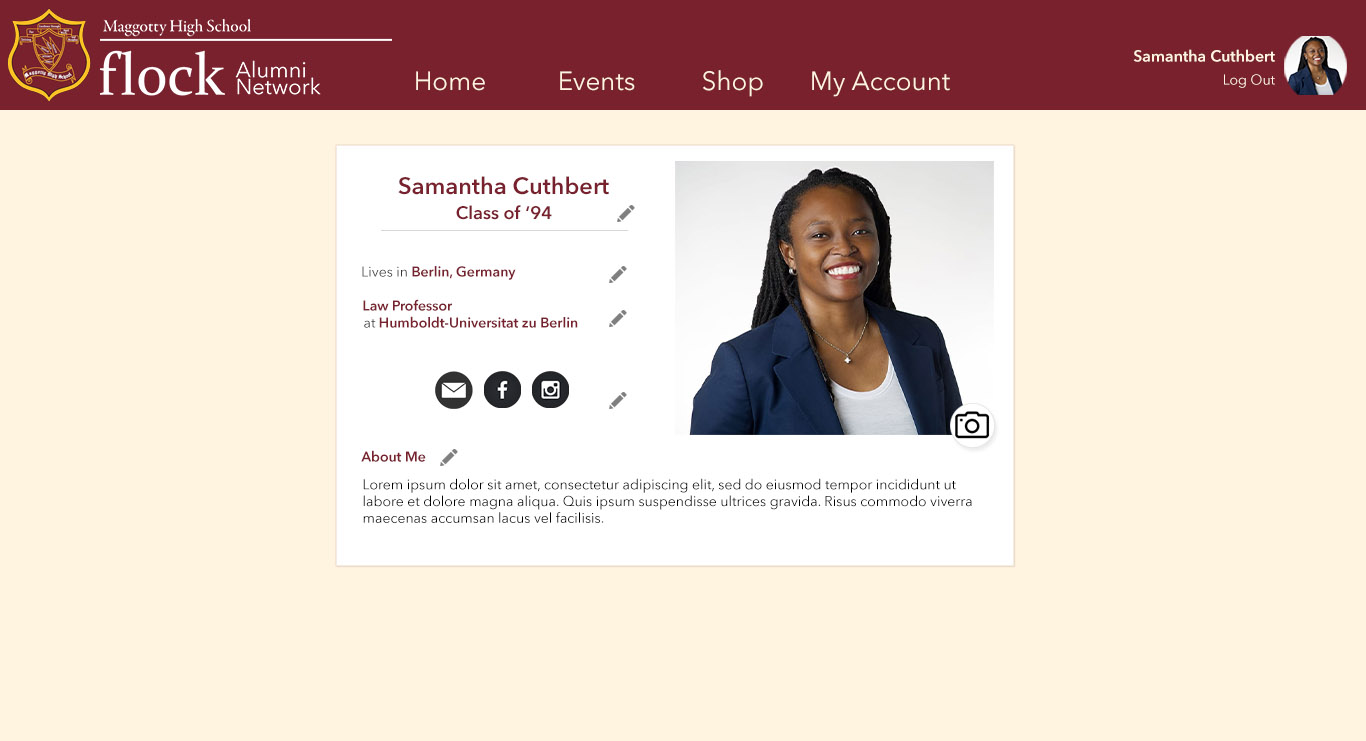 Maggotty High School
flock Alumni Network
Home Events Shop My Account
Samantha Cuthbert
Log Out
Maggotty High School
Samantha Cuthbert
Class of ‘94
Lives in Berlin, Germany
Law Professor
at Humboldt-Universitat zu Berlin
About Me
Lorem ipsum dolor sit amet, consectetur adipiscing elit, sed do eiusmod tempor incididunt ut
labore et dolore magna aliqua. Quis ipsum suspendisse ultrices gravida. Risus commodo viverra
maecenas accumsan lacus vel facilisis.